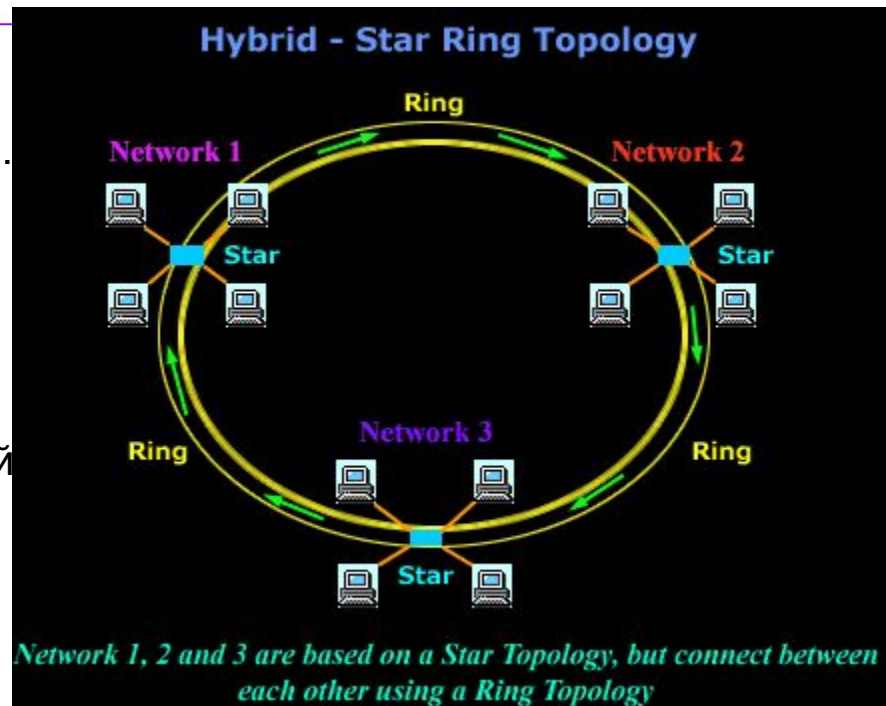 Hybrid - Star Ring Topology
Ring
.
Network 1
Network 2
Star
Star
Network 3
й
Ring
Ring
Star
Network 1, 2 and 3 are based on a Star Topology, but connect between
each other using a Ring Topology